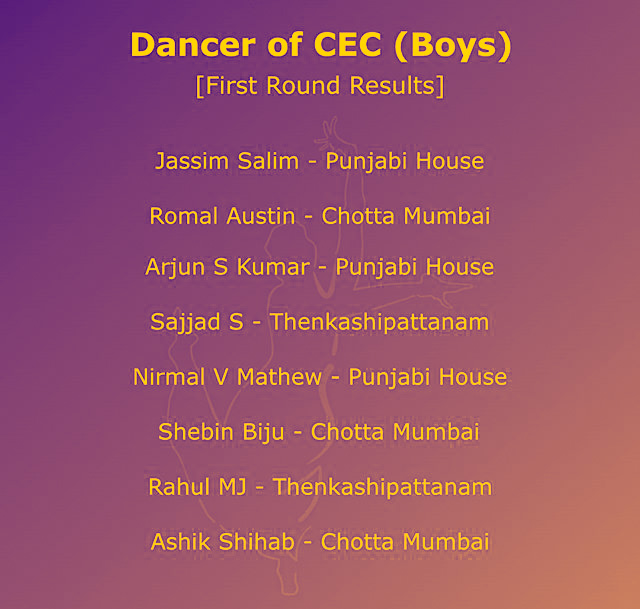 Dancer of CEC (Boys)
[First Round Results]
Jassim Salim - Punjabi House
Romal Austin - Chotta Mumbai
Arjun S Kumar - Punjabi House
Sajjad S - Thenkashipattanam
Nirmal V Mathew - Punjabi House
Shebin Biju - Chotta Mumbai
Rahul MJ - Thenkashipattanam
Ashik Shihab - Chotta Mumbai